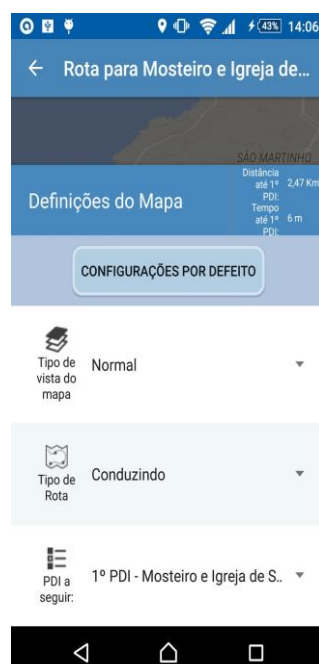 43% 14:06
Rota para Mosteiro e Igreja de...
SÃO MARTINHO
Definições do Mapa
Distância
até 1º
PDI:
2,47 Km
Tempo
até 1º
PDI:
6 m
CONFIGURAÇÕES POR DEFEITO
Tipo de
vista do
mapa
Normal
Tipo de
Rota
Conduzindo
PDI a
seguir:
1º PDI - Mosteiro e Igreja de S..